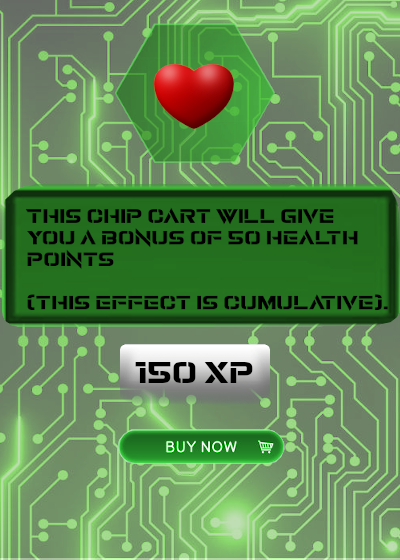 THIS CHIP CART WILL GIVE
YOU A BONUS OF 50 HEALTH
POINTS
(THIS EFFECT IS CUMULATIVE).
150 XP
BUY NOW